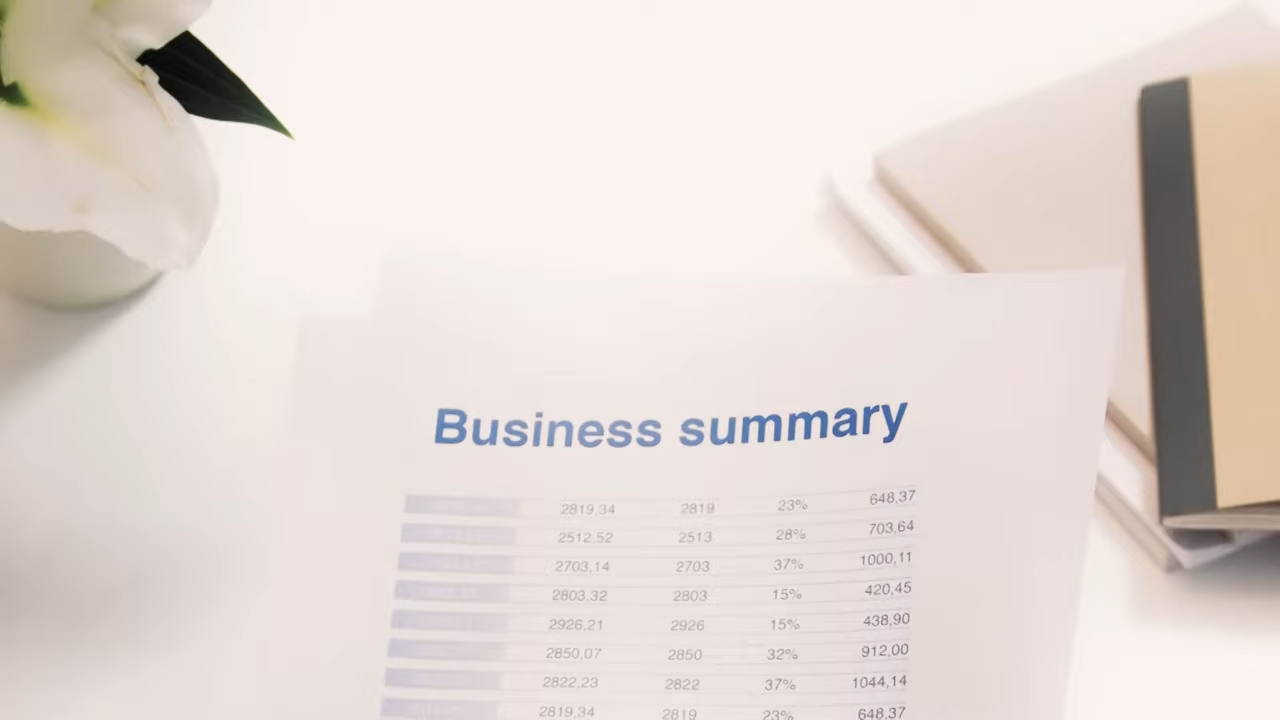 Business summary
2819,34 2819 23% 648,37
2512,52 2513 28% 703,64
2703,14 2703 37% 1000,11
2803,32 2803 15% 420,45
2926,21 2926 15% 438,90
2850,07 2850 32% 912,00
2822,23 2822 37% 1044,14
2819,34 2819 23% 648,37